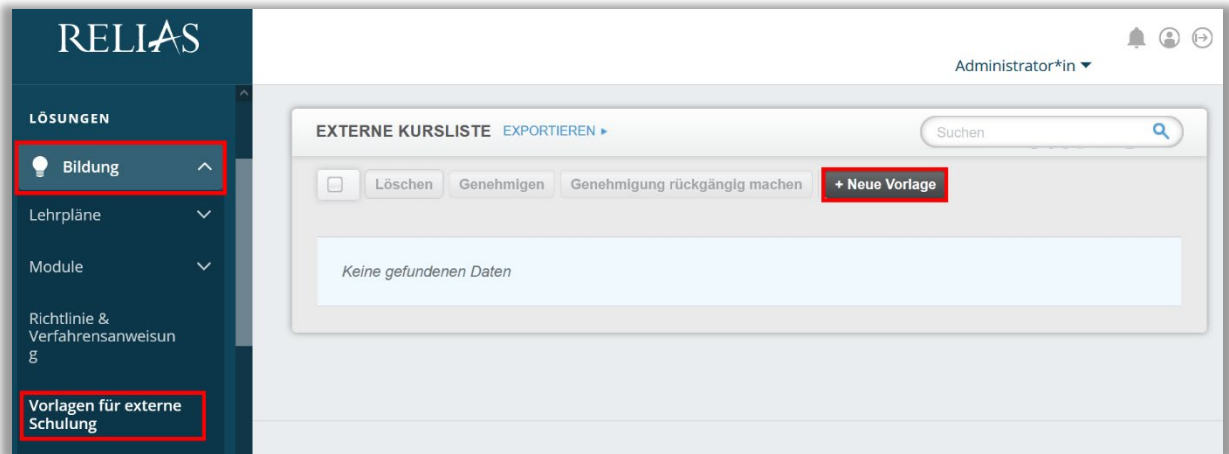 RELIAS
Administrator*in
LÖSUNGEN
Bildung
Lehrpläne
Module
Richtlinie &
Verfahrensanweisun
g
Vorlagen für externe
Schulung
EXTERNE KURSLISTE EXPORTIEREN
Suchen
Löschen Genehmigen Genehmigung rückgängig machen + Neue Vorlage
Keine gefundenen Daten